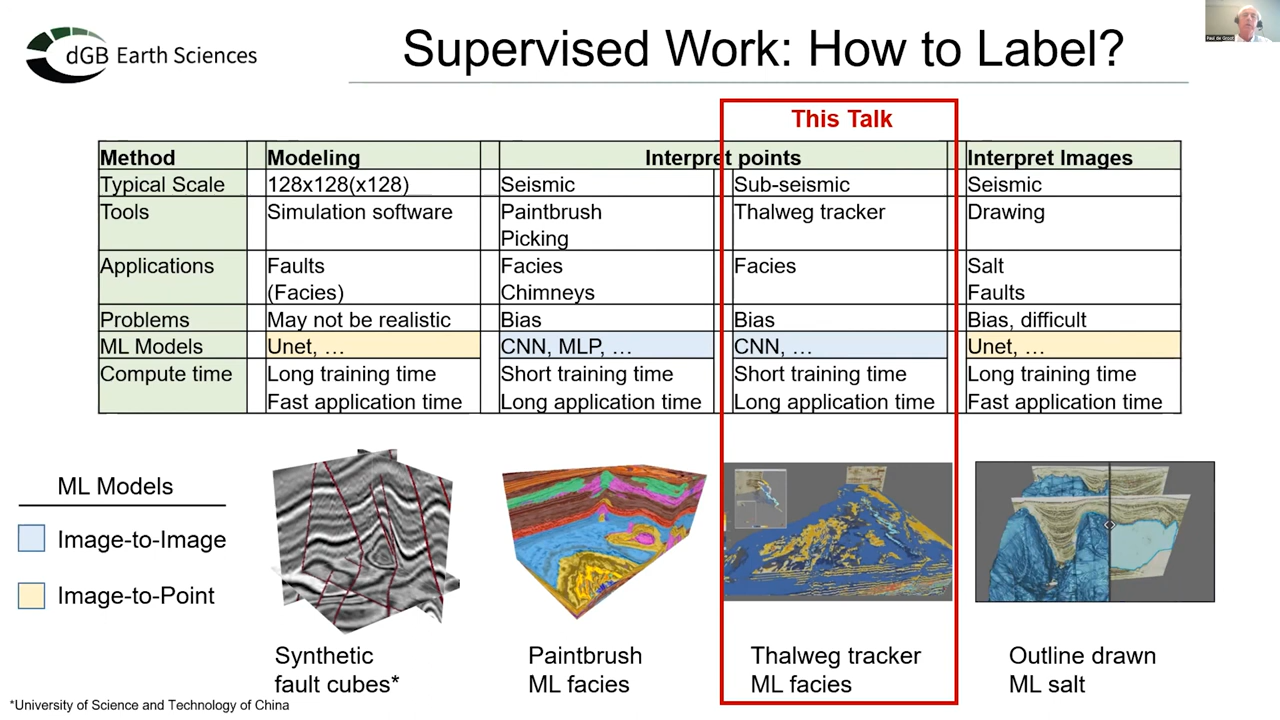 dGB Earth Sciences
Supervised Work: How to Label?
Paul de Groot
This Talk
Method Modeling Interpret points Interpret Images
Typical Scale 128x128(x128) Seismic Sub-seismic Seismic
Tools Simulation software Paintbrush Thalweg tracker Drawing
Picking
Applications Faults Facies Facies Salt
(Facies) Chimneys Faults
Problems May not be realistic Bias Bias Bias, difficult
ML Models Unet, … CNN, MLP, … CNN, … Unet, …
Compute time Long training time Short training time Short training time Long training time
Fast application time Long application time Long application time Fast application time
ML Models
Image-to-Image
Image-to-Point
Synthetic
fault cubes*
Paintbrush
ML facies
Thalweg tracker
ML facies
Outline drawn
ML salt
*University of Science and Technology of China